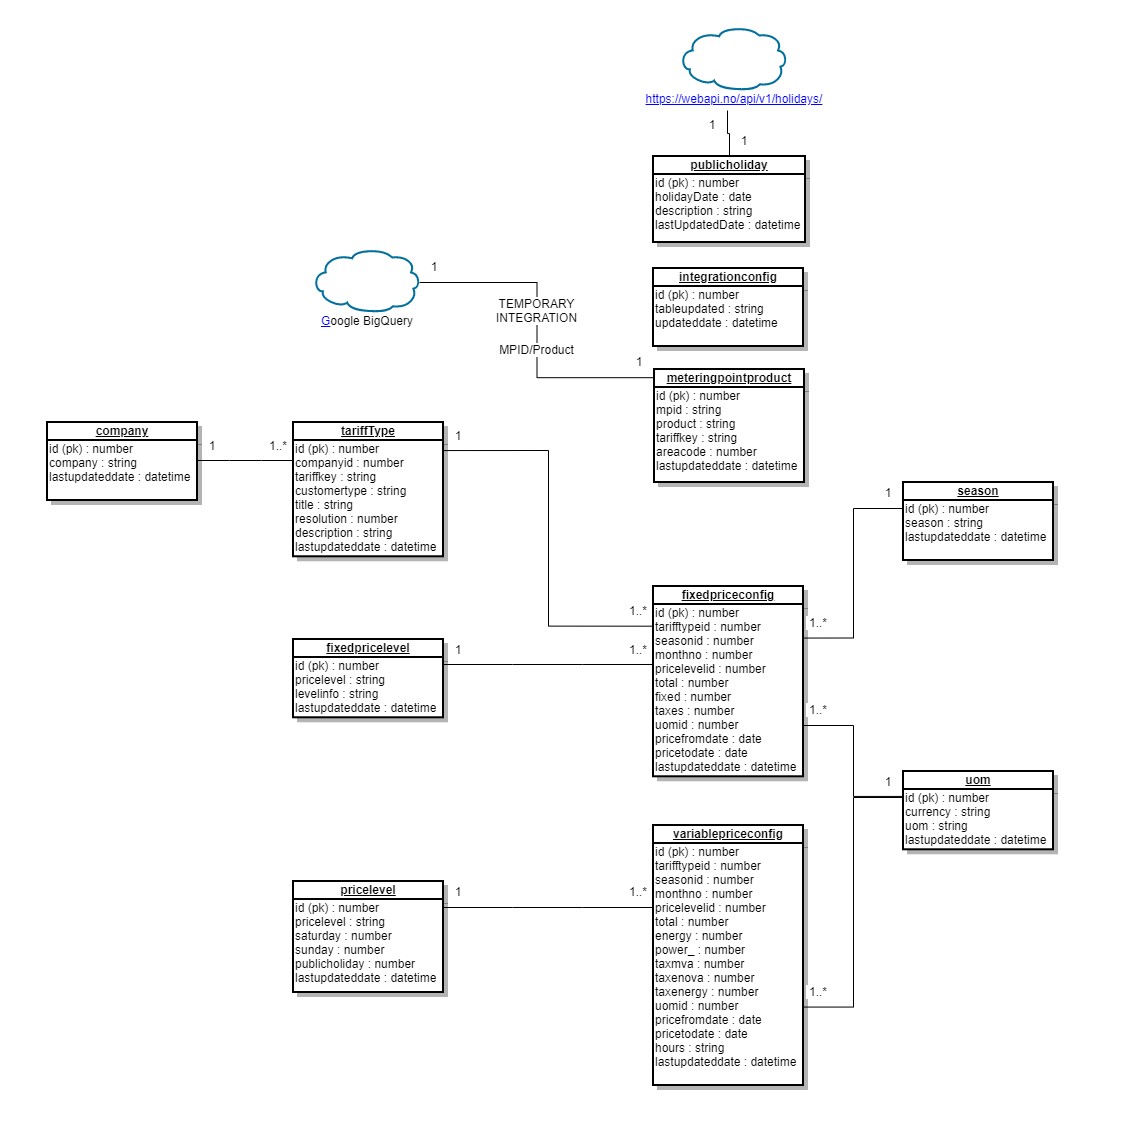 https://webapi.no/api/v1/holidays/
1
1
publicholiday
id (pk) : number
holidayDate : date
description : string
lastUpdatedDate : datetime
1
Google BigQuery
TEMPORARY
INTEGRATION
MPID/Product
1
integrationconfig
id (pk) : number
tableupdated : string
updateddate : datetime
meteringpointproduct
id (pk) : number
mpid : string
product : string
tariffkey : string
areacode : number
lastupdateddate : datetime
company
id (pk) : number
company : string
lastupdateddate : datetime
1
1..*
tariffType
id (pk) : number
companyid : number
tariffkey : string
customertype : string
title : string
resolution : number
description : string
lastupdateddate : datetime
1
1..*
season
id (pk) : number
season : string
lastupdateddate : datetime
1
1..*
fixedpriceconfig
id (pk) : number
tarifftypeid : number
seasonid : number
monthno : number
pricelevelid : number
total : number
fixed : number
taxes : number
uomid : number
pricefromdate : date
pricetodate : date
lastupdateddate : datetime
fixedpricelevel
id (pk) : number
pricelevel : string
levelinfo : string
lastupdateddate : datetime
1
1..*
1..*
1
uom
id (pk) : number
currency : string
uom : string
lastupdateddate : datetime
variablepriceconfig
id (pk) : number
tarifftypeid : number
seasonid : number
monthno : number
pricelevelid : number
total : number
energy : number
power_ : number
taxmva : number
taxenova : number
taxenergy : number
uomid : number
pricefromdate : date
pricetodate : date
hours : string
lastupdateddate : datetime
1..*
pricelevel
id (pk) : number
pricelevel : string
saturday : number
sunday : number
publicholiday : number
lastupdateddate : datetime
1
1..*